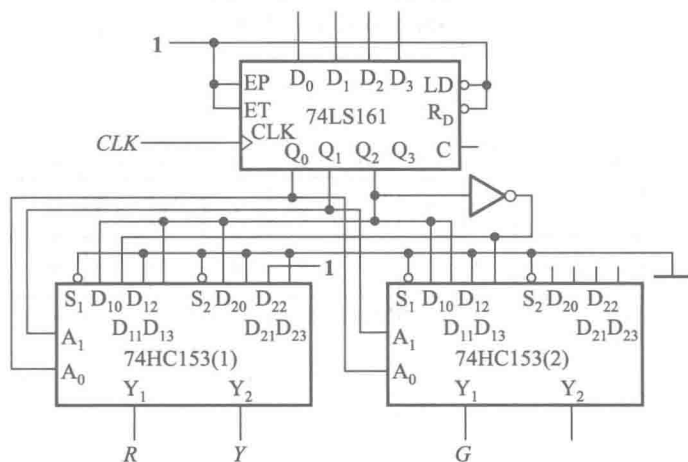 1
D₀ D₁ D₂ D₃
EP LD
ET R_D
74LS161
CLK CLK
Q₀ Q₁ Q₂ Q₃ C
1
S₁ D₁₀ D₁₂ S₂ D₂₀ D₂₂
D₁₁ D₁₃ D₂₁ D₂₃
A₁
74HC153(1)
A₀
Y₁ Y₂
R Y
S₁ D₁₀ D₁₂ S₂ D₂₀ D₂₂
D₁₁ D₁₃ D₂₁ D₂₃
A₁
74HC153(2)
A₀
Y₁ Y₂
G